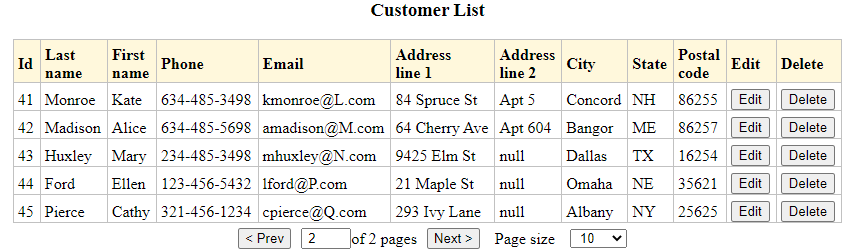 Customer List
Id Last name First name Phone Email Address line 1 Address line 2 City State Postal code Edit Delete
41 Monroe Kate 634-485-3498 kmonroe@L.com 84 Spruce St Apt 5 Concord NH 86255 Edit Delete
42 Madison Alice 634-485-5698 amadison@M.com 64 Cherry Ave Apt 604 Bangor ME 86257 Edit Delete
43 Huxley Mary 234-485-3498 mhuxley@N.com 9425 Elm St null Dallas TX 16254 Edit Delete
44 Ford Ellen 123-456-5432 lford@P.com 21 Maple St null Omaha NE 35621 Edit Delete
45 Pierce Cathy 321-456-1234 cpierce@Q.com 293 Ivy Lane null Albany NY 25625 Edit Delete
< Prev 2 of 2 pages Next > Page size 10